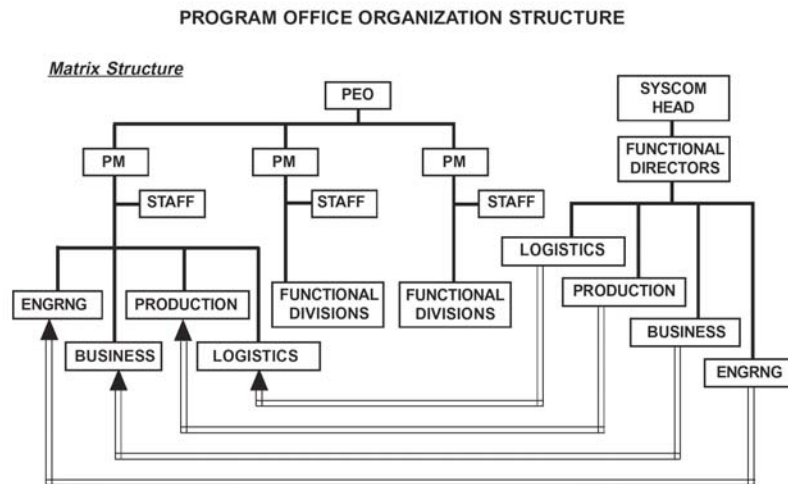 PROGRAM OFFICE ORGANIZATION STRUCTURE
Matrix Structure
PEO
SYSCOM
HEAD
PM
PM
PM
FUNCTIONAL
DIRECTORS
STAFF
STAFF
STAFF
LOGISTICS
ENGRNG
PRODUCTION
FUNCTIONAL
DIVISIONS
FUNCTIONAL
DIVISIONS
PRODUCTION
BUSINESS
BUSINESS
LOGISTICS
ENGRNG